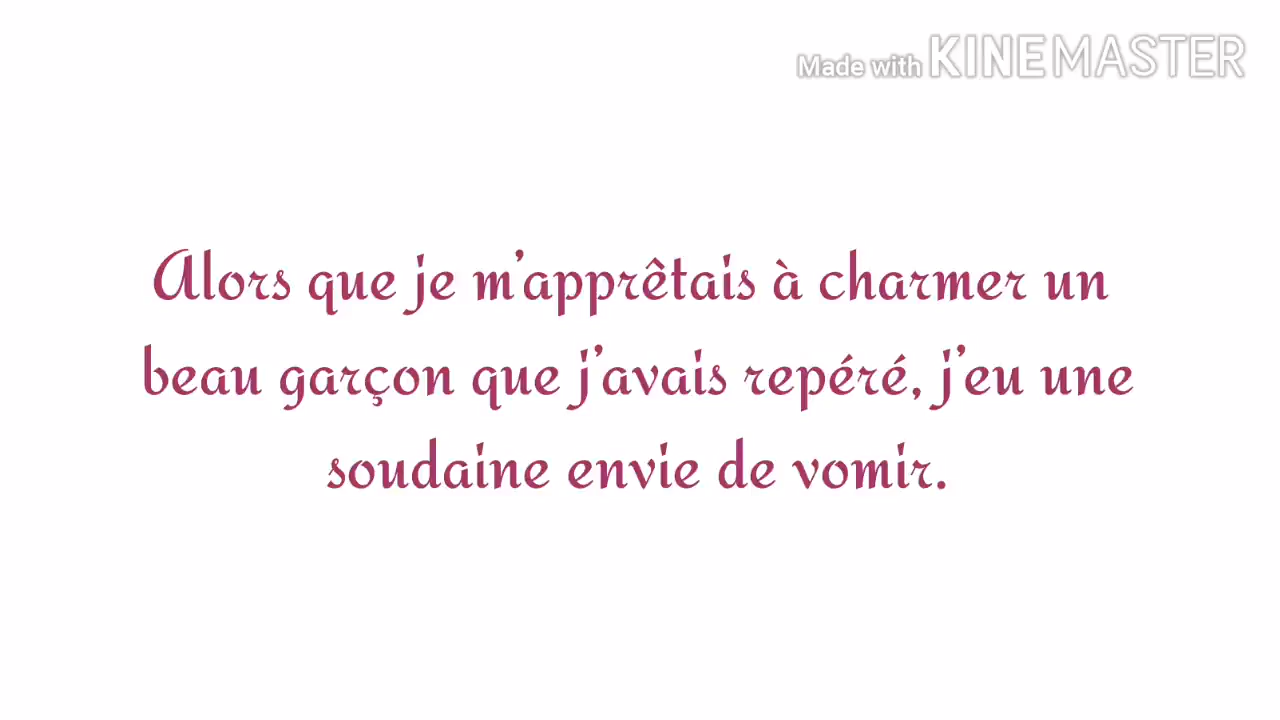 Made with KINEMASTER
Alors que je m'apprêtais à charmer un
beau garçon que j'avais repéré, j'eu une
soudaine envie de vomir.